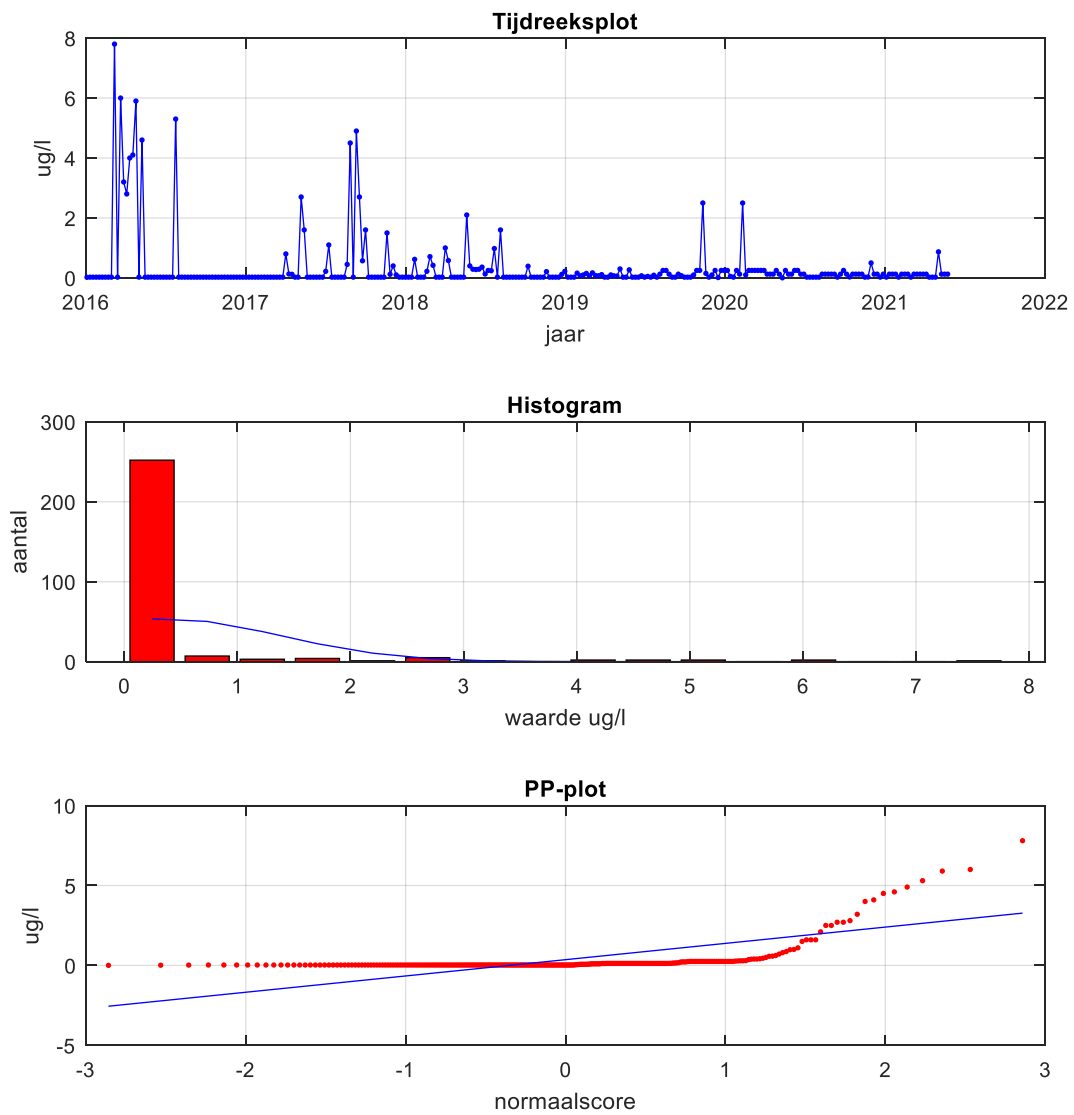 Tijdreeksplot
8
6
4
2
0
ug/l
2016 2017 2018 2019 2020 2021 2022
jaar
Histogram
300
200
100
0
aantal
0 1 2 3 4 5 6 7 8
waarde ug/l
PP-plot
10
5
0
-5
ug/l
-3 -2 -1 0 1 2 3
normaalscore